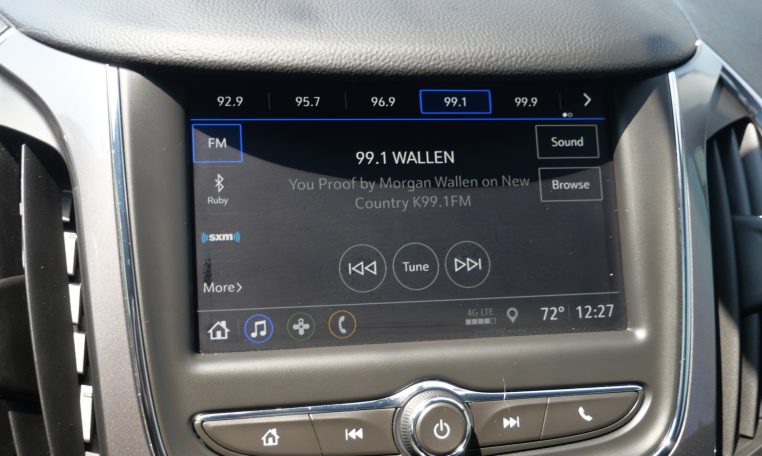 92.9 95.7 96.9 99.1 99.9
FM
99.1 WALLEN
Sound
You Proof by Morgan Wallen on New
Country K99.1FM
Browse
Ruby
sxm
Tune
More
4G LTE
72° 12:27